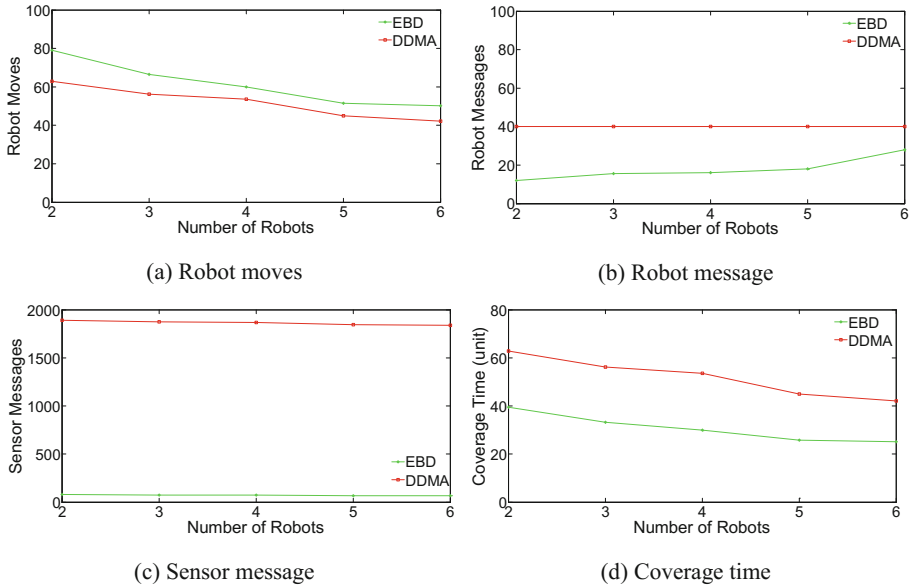 100
80
60
40
20
0
Robot Moves
EBD
DDMA
2 3 4 5 6
Number of Robots
(a) Robot moves
100
80
60
40
20
0
Robot Messages
EBD
DDMA
2 3 4 5 6
Number of Robots
(b) Robot message
2000
1500
1000
500
0
Sensor Messages
EBD
DDMA
2 3 4 5 6
Number of Robots
(c) Sensor message
80
60
40
20
0
Coverage Time (unit)
EBD
DDMA
2 3 4 5 6
Number of Robots
(d) Coverage time